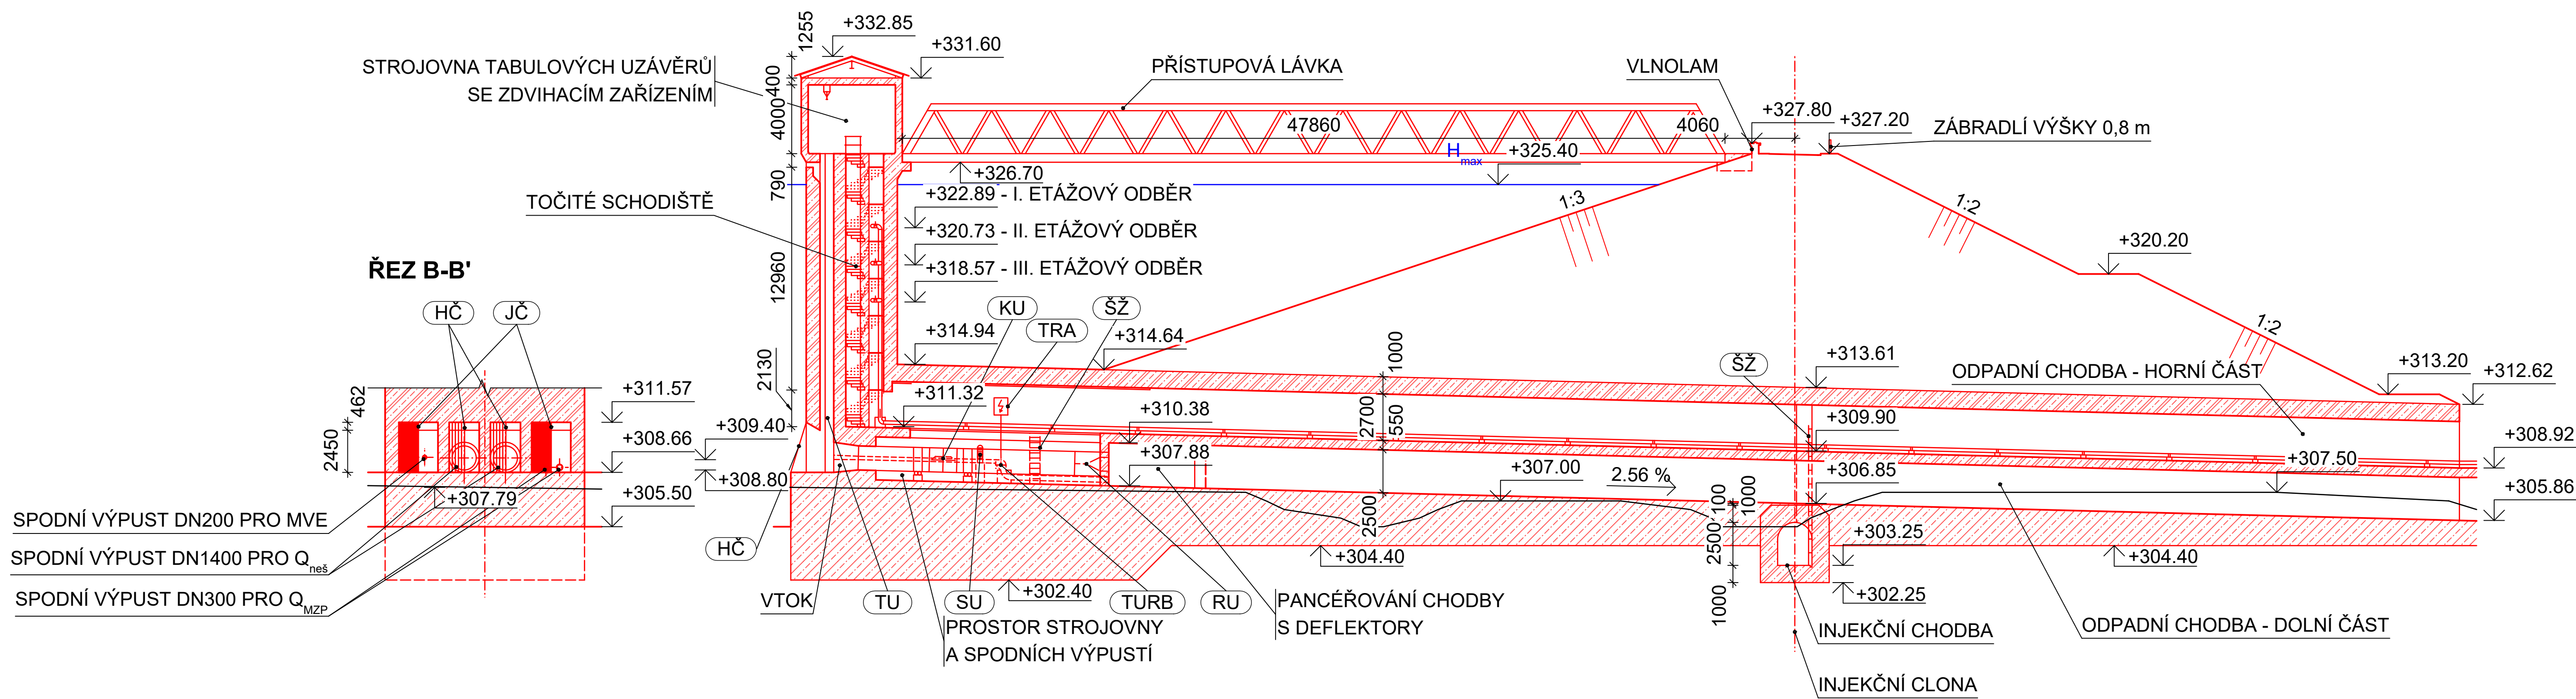 1255
+332.85
+331.60
STROJOVNA TABULOVÝCH UZÁVĚRŮ
SE ZDVIHACÍM ZAŘÍZENÍM
400
4000
PŘÍSTUPOVÁ LÁVKA
VLNOLAM
+327.80
+327.20
ZÁBRADLÍ VÝŠKY 0,8 m
47860
4060
Hmax
+325.40
+326.70
790
TOČITÉ SCHODIŠTĚ
+322.89 - I. ETÁŽOVÝ ODBĚR
+320.73 - II. ETÁŽOVÝ ODBĚR
+318.57 - III. ETÁŽOVÝ ODBĚR
1:3
1:2
+320.20
12960
ŘEZ B-B'
HČ
JČ
KU
TRA
ŠŽ
+314.94
+314.64
1:2
2130
1000
ŠŽ
+313.61
ODPADNÍ CHODBA - HORNÍ ČÁST
+313.20
+312.62
462
2450
+311.57
+308.66
+305.50
+307.79
+309.40
+308.80
+311.32
+310.38
+307.88
2700
550
2500
+307.00
2.56 %
+309.90
+306.85
+307.50
+308.92
+305.86
100
1000
2500
1000
+303.25
+302.25
+304.40
+304.40
+302.40
SPODNÍ VÝPUST DN200 PRO MVE
SPODNÍ VÝPUST DN1400 PRO Qneš
SPODNÍ VÝPUST DN300 PRO QMZP
HČ
VTOK
TU
SU
TURB
RU
PROSTOR STROJOVNY
A SPODNÍCH VÝPUSTÍ
PANCÉŘOVÁNÍ CHODBY
S DEFLEKTORY
INJEKČNÍ CHODBA
ODPADNÍ CHODBA - DOLNÍ ČÁST
INJEKČNÍ CLONA